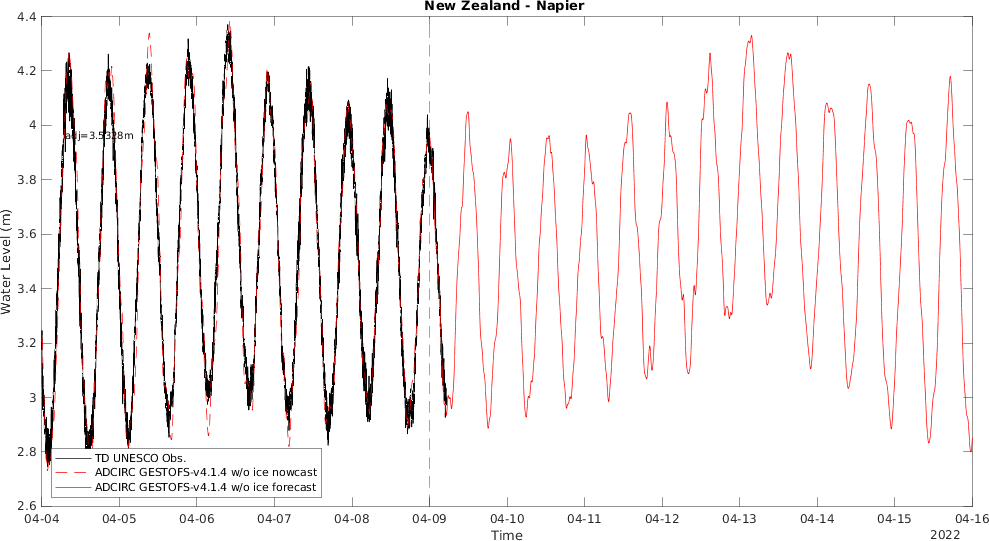 New Zealand - Napier
4.4
4.2
4
3.8
3.6
3.4
3.2
3
2.8
2.6
Water Level (m)
adj=3.5328m
TD UNESCO Obs.
ADCIRC GESTOFS-v4.1.4 w/o ice nowcast
ADCIRC GESTOFS-v4.1.4 w/o ice forecast
04-04 04-05 04-06 04-07 04-08 04-09 04-10 04-11 04-12 04-13 04-14 04-15 04-16
Time
2022